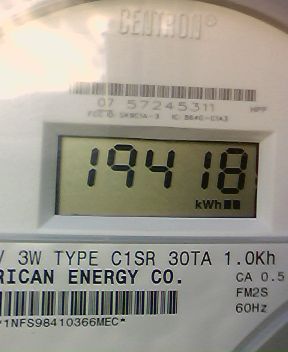 CENTRON®
07 57245311
19418
kWh
3W TYPE C1SR 30TA 1.0Kh
RICAN ENERGY CO.
CA 0.5
FM2S
60Hz
*1NFS98410366MEC*